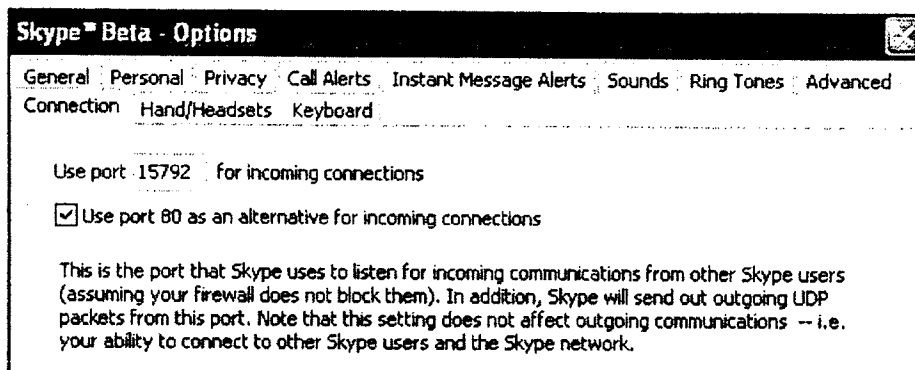 Skype™ Beta - Options
General Personal Privacy Call Alerts Instant Message Alerts Sounds Ring Tones Advanced
Connection Hand/Headsets Keyboard
Use port 15792 for incoming connections
Use port 80 as an alternative for incoming connections
This is the port that Skype uses to listen for incoming communications from other Skype users
(assuming your firewall does not block them). In addition, Skype will send out outgoing UDP
packets from this port. Note that this setting does not affect outgoing communications -- i.e.
your ability to connect to other Skype users and the Skype network.